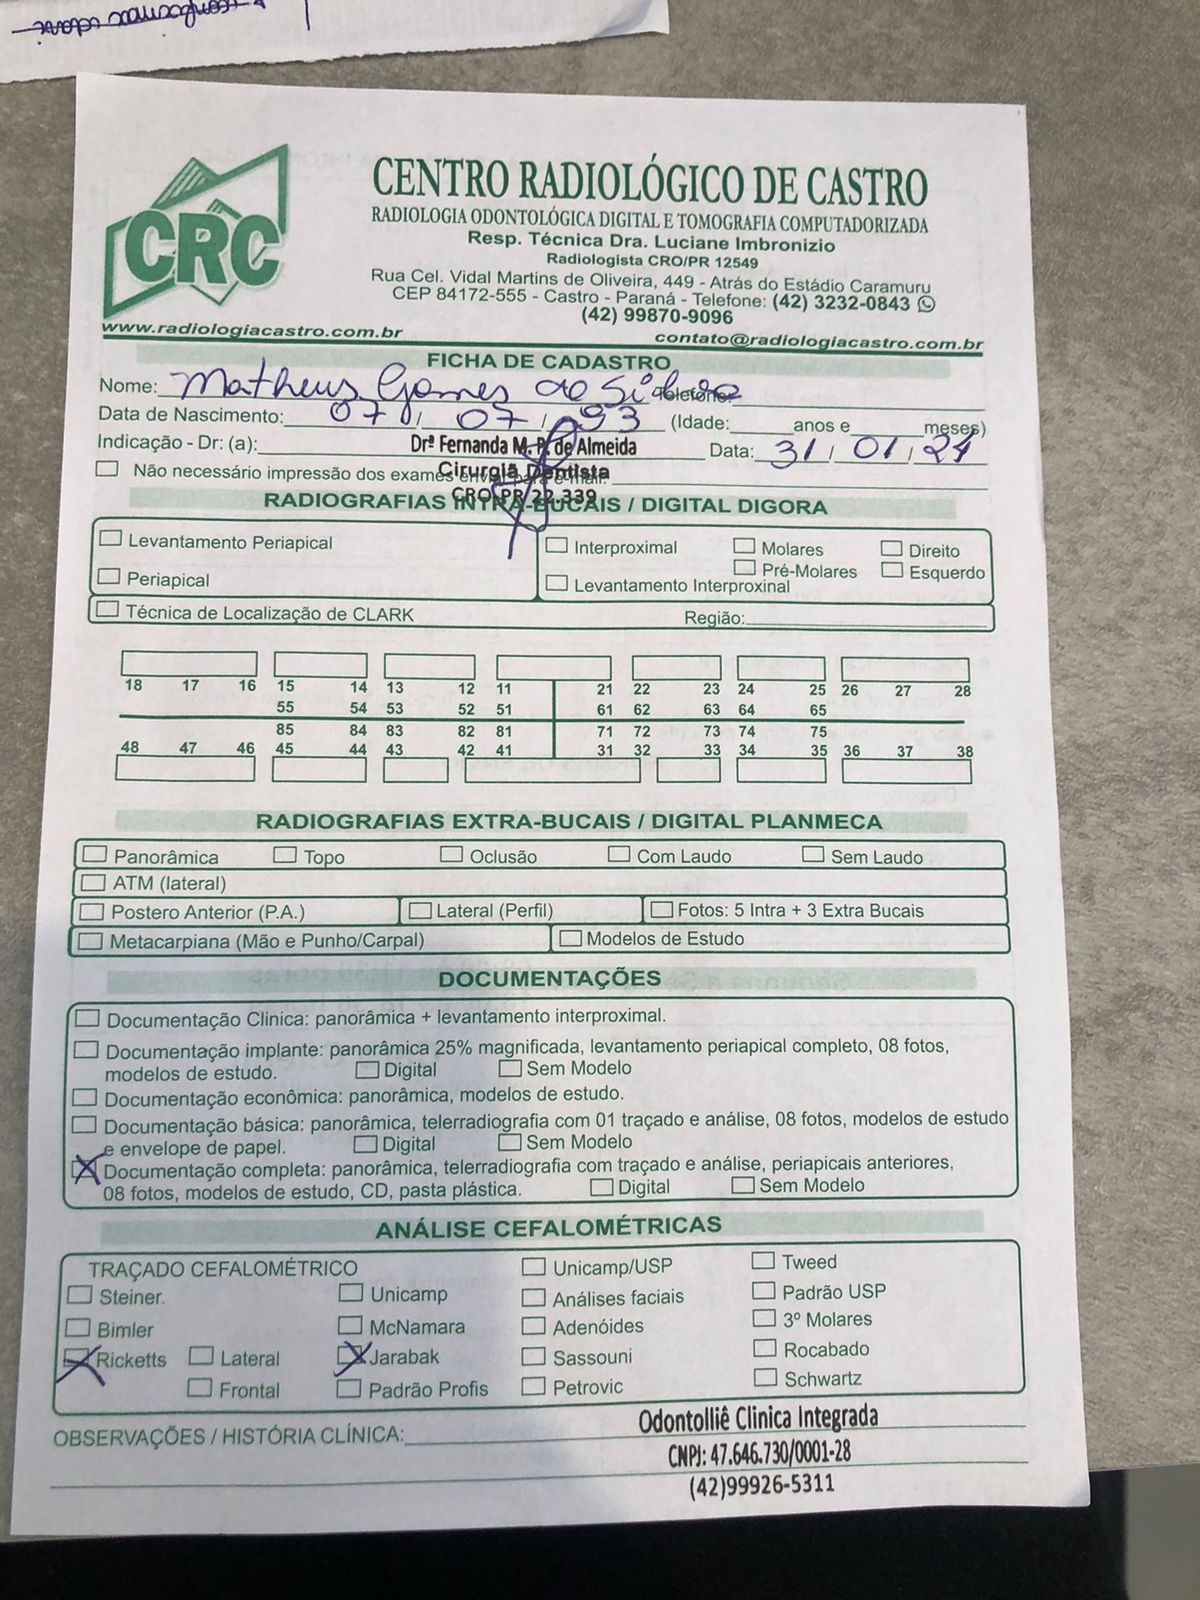 CRC
CENTRO RADIOLÓGICO DE CASTRO
RADIOLOGIA ODONTOLÓGICA DIGITAL E TOMOGRAFIA COMPUTADORIZADA
Resp. Técnica Dra. Luciane Imbronizio
Radiologista CRO/PR 12549
Rua Cel. Vidal Martins de Oliveira, 449 - Atrás do Estádio Caramuru
CEP 84172-555 - Castro - Paraná - Telefone: (42) 3232-0843
(42) 99870-9096
www.radiologiacastro.com.br contato@radiologiacastro.com.br
FICHA DE CADASTRO
Nome: Matheus Gomes da Silva Telefone:
Data de Nascimento: 07 / 07 / 93 (Idade: anos e meses)
Indicação - Dr: (a): Drª Fernanda M. P. de Almeida Data: 31 / 01 / 24
Cirurgiã Dentista
Não necessário impressão dos exames envial para e-mail:
CRO PR/22.339
RADIOGRAFIAS INTRA-BUCAIS / DIGITAL DIGORA
Levantamento Periapical Interproximal Molares Direito
Periapical Levantamento Interproxinal Pré-Molares Esquerdo
Técnica de Localização de CLARK Região:
18 17 16 15 14 13 12 11 21 22 23 24 25 26 27 28
55 54 53 52 51 61 62 63 64 65
85 84 83 82 81 71 72 73 74 75
48 47 46 45 44 43 42 41 31 32 33 34 35 36 37 38
RADIOGRAFIAS EXTRA-BUCAIS / DIGITAL PLANMECA
Panorâmica Topo Oclusão Com Laudo Sem Laudo
ATM (lateral)
Postero Anterior (P.A.) Lateral (Perfil) Fotos: 5 Intra + 3 Extra Bucais
Metacarpiana (Mão e Punho/Carpal) Modelos de Estudo
DOCUMENTAÇÕES
Documentação Clinica: panorâmica + levantamento interproximal.
Documentação implante: panorâmica 25% magnificada, levantamento periapical completo, 08 fotos,
modelos de estudo. Digital Sem Modelo
Documentação econômica: panorâmica, modelos de estudo.
Documentação básica: panorâmica, telerradiografia com 01 traçado e análise, 08 fotos, modelos de estudo
e envelope de papel. Digital Sem Modelo
X Documentação completa: panorâmica, telerradiografia com traçado e análise, periapicais anteriores,
08 fotos, modelos de estudo, CD, pasta plástica. Digital Sem Modelo
ANÁLISE CEFALOMÉTRICAS
TRAÇADO CEFALOMÉTRICO Unicamp/USP Tweed
Steiner. Unicamp Análises faciais Padrão USP
Bimler McNamara Adenóides 3º Molares
X Ricketts Lateral X Jarabak Sassouni Rocabado
Frontal Padrão Profis Petrovic Schwartz
OBSERVAÇÕES / HISTÓRIA CLÍNICA: Odontolliê Clinica Integrada
CNPJ: 47.646.730/0001-28
(42)99926-5311